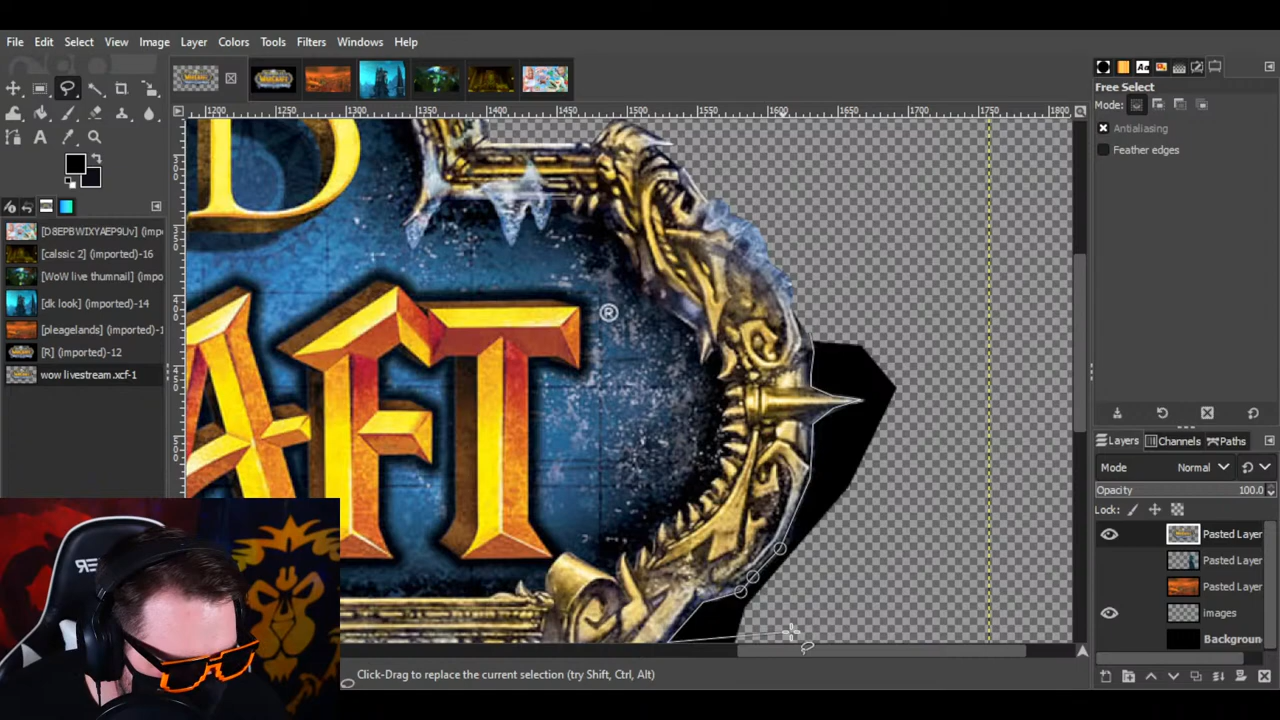 File Edit Select View Image Layer Colors Tools Filters Windows Help
1200 1250 1300 1350 1400 1450 1500 1550 1600 1650 1700 1750 1800
Free Select
Mode:
Antialiasing
Feather edges
[D8EPBWIXYAEP9Uv] (imp
[calssic 2] (imported)-16
[WoW live thumnail] (impo
[dk look] (imported)-14
[pleagelands] (imported)-1
[R] (imported)-12
wow livestream.xcf-1
AFT ®
Layers Channels Paths
Mode Normal
Opacity 100.0
Lock:
Pasted Layer
Pasted Layer
Pasted Layer
images
Backgroun
Click-Drag to replace the current selection (try Shift, Ctrl, Alt)